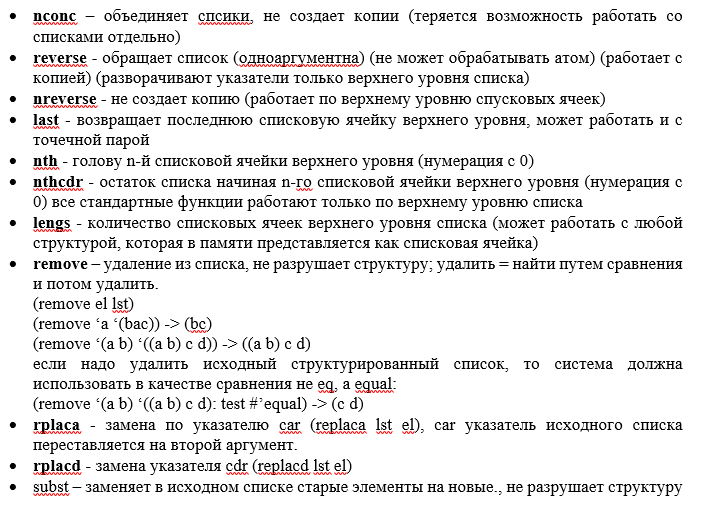 • nconc – объединяет спсики, не создает копии (теряется возможность работать со
списками отдельно)
• reverse - обращает список (одноаргументна) (не может обрабатывать атом) (работает с
копией) (разворачивают указатели только верхнего уровня списка)
• nreverse - не создает копию (работает по верхнему уровню спусковых ячеек)
• last - возвращает последнюю списковую ячейку верхнего уровня, может работать и с
точечной парой
• nth - голову n-й списковой ячейки верхнего уровня (нумерация с 0)
• nthcdr - остаток списка начиная n-го списковой ячейки верхнего уровня (нумерация с
0) все стандартные функции работают только по верхнему уровню списка
• lengs - количество списковых ячеек верхнего уровня списка (может работать с любой
структурой, которая в памяти представляется как списковая ячейка)
• remove – удаление из списка, не разрушает структуру; удалить = найти путем сравнения
и потом удалить.
(remove el lst)
(remove ‘a ‘(bac)) -> (bc)
(remove ‘(a b) ‘((a b) c d)) -> ((a b) c d)
если надо удалить исходный структурированный список, то система должна
использовать в качестве сравнения не eq, а equal:
(remove ‘(a b) ‘((a b) c d): test #’equal) -> (c d)
• rplaca - замена по указателю car (replaca lst el), car указатель исходного списка
переставляется на второй аргумент.
• rplacd - замена указателя cdr (replacd lst el)
• subst – заменяет в исходном списке старые элементы на новые., не разрушает структуру